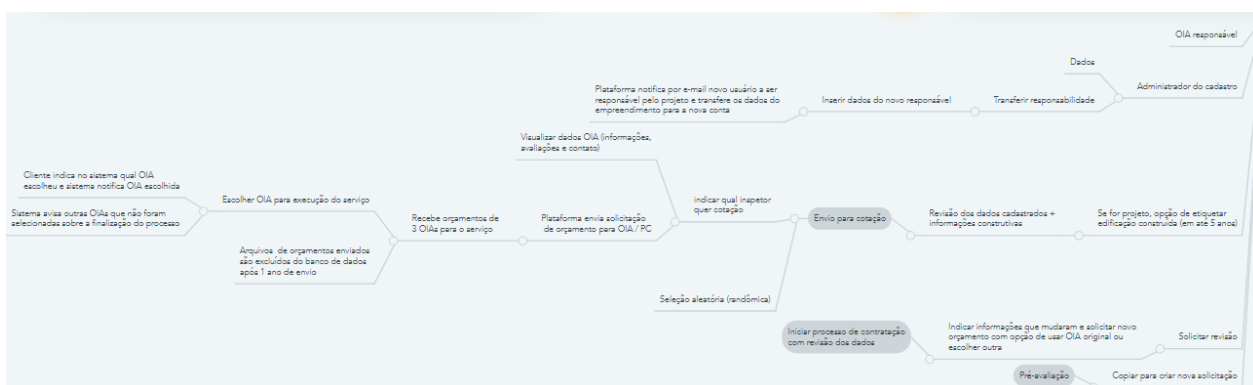 OIA responsável
Dados
Administrador do cadastro
Plataforma notifica por e-mail novo usuário a ser
responsável pelo projeto e transfere os dados do
empreendimento para a nova conta
Inserir dados do novo responsável
Transferir responsabilidade
Visualizar dados OIA (informações,
avaliações e contato)
Cliente indica no sistema qual OIA
escolheu e sistema notifica OIA escolhida
Sistema avisa outras OIAs que não foram
selecionadas sobre a finalização do processo
Escolher OIA para execução do serviço
Arquivos de orçamentos enviados
são excluídos do banco de dados
após 1 ano de envio
Recebe orçamentos de
3 OIAs para o serviço
Plataforma envia solicitação
de orçamento para OIA / PC
indicar qual inspetor
quer cotação
Envio para cotação
Revisão dos dados cadastrados +
informações construtivas
Se for projeto, opção de etiquetar
edificação construída (em até 5 anos)
Seleção aleatória (randômica)
Iniciar processo de contratação
com revisão dos dados
Indicar informações que mudaram e solicitar novo
orçamento com opção de usar OIA original ou
escolher outra
Solicitar revisão
Pré-avaliação
Copiar para criar nova solicitação